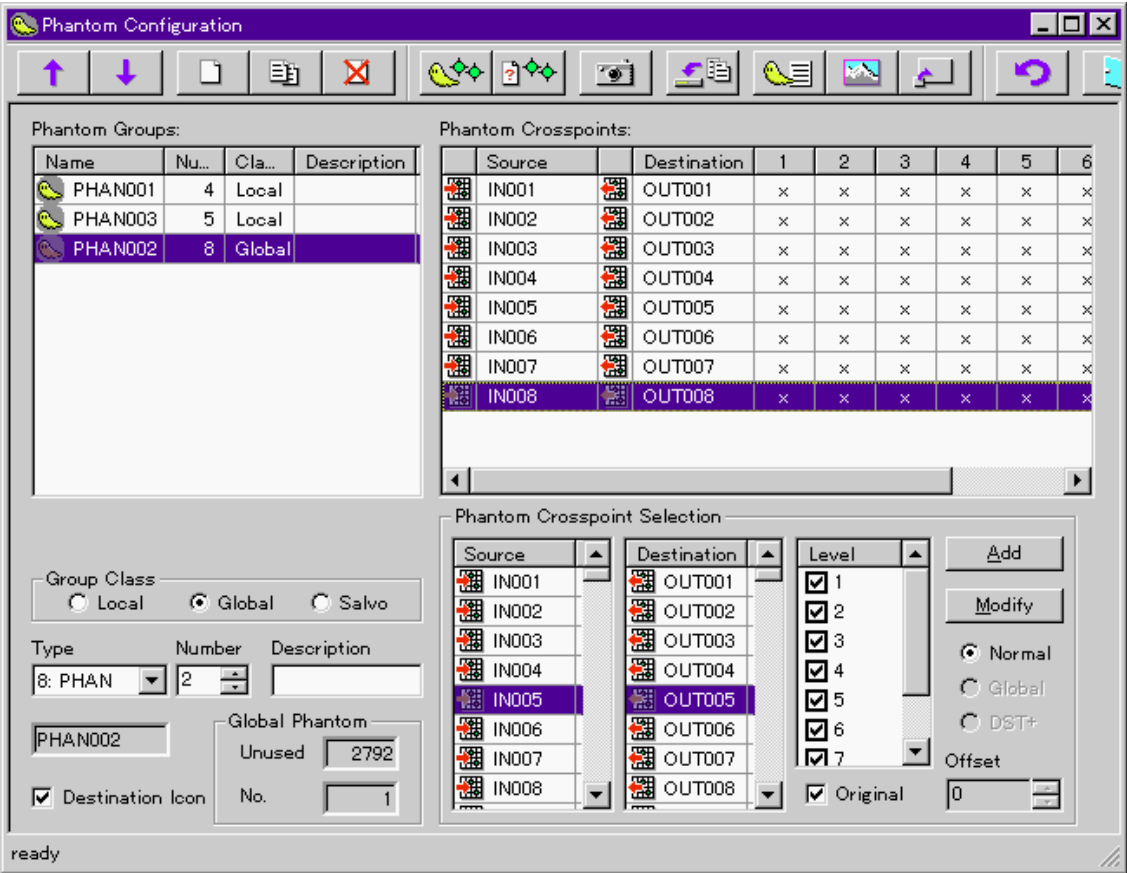 Phantom Configuration
Phantom Groups:
Name Nu... Cla... Description
PHAN001 4 Local
PHAN003 5 Local
PHAN002 8 Global
Phantom Crosspoints:
Source Destination 1 2 3 4 5 6
IN001 OUT001 × × × × × ×
IN002 OUT002 × × × × × ×
IN003 OUT003 × × × × × ×
IN004 OUT004 × × × × × ×
IN005 OUT005 × × × × × ×
IN006 OUT006 × × × × × ×
IN007 OUT007 × × × × × ×
IN008 OUT008 × × × × × ×
Group Class
Local Global Salvo
Type Number Description
8: PHAN 2
PHAN002
Destination Icon
Global Phantom
Unused 2792
No. 1
Phantom Crosspoint Selection
Source Destination Level
IN001 OUT001 1
IN002 OUT002 2
IN003 OUT003 3
IN004 OUT004 4
IN005 OUT005 5
IN006 OUT006 6
IN007 OUT007 7
IN008 OUT008
Original
Add
Modify
Normal
Global
DST+
Offset
0
ready